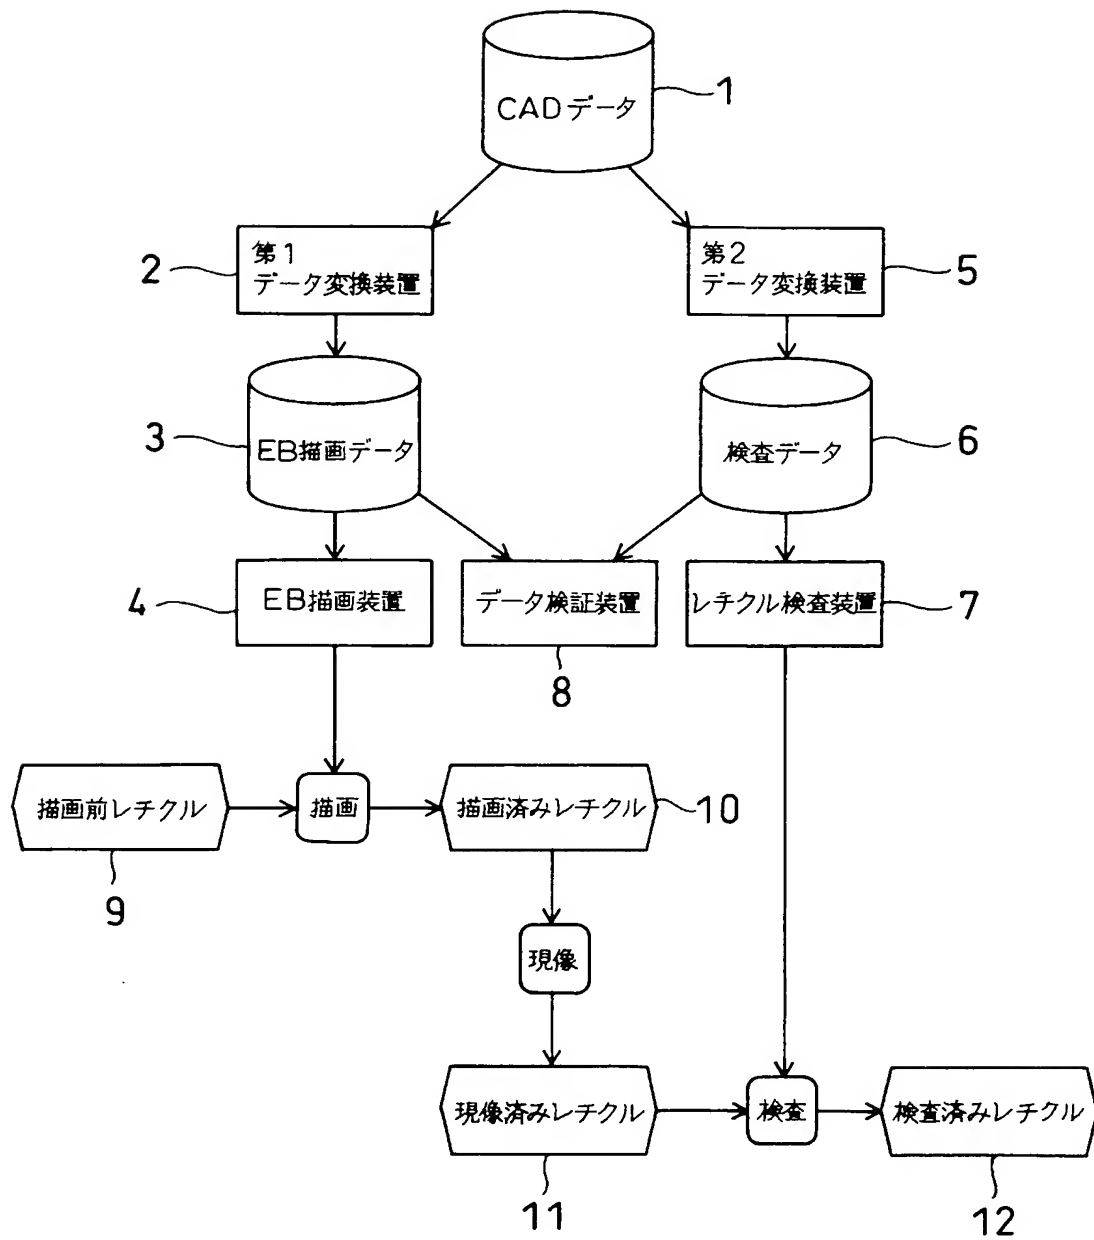 CADデータ
1
第1
データ変換装置
2
第2
データ変換装置
5
EB描画データ
3
検査データ
6
EB描画装置
4
データ検証装置
8
レチクル検査装置
7
描画前レチクル
9
描画
描画済みレチクル
10
現像
現像済みレチクル
11
検査
検査済みレチクル
12